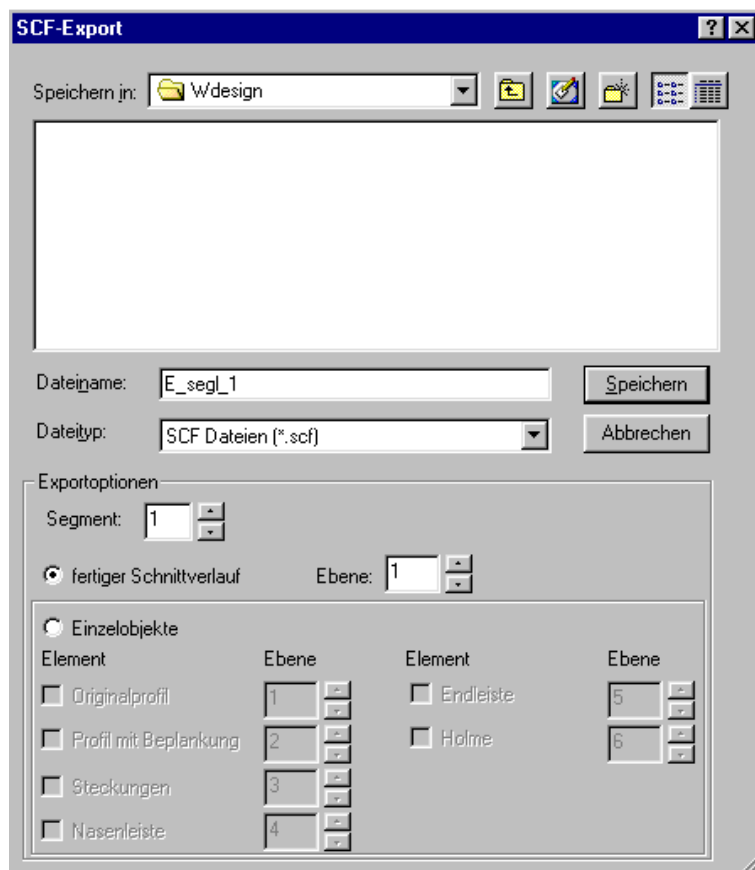 SCF-Export
Speichern in: Wdesign
Dateiname: E_segl_1 Speichern
Dateityp: SCF Dateien (*.scf) Abbrechen
Exportoptionen
Segment: 1
fertiger Schnittverlauf Ebene: 1
Einzelobjekte
Element Ebene Element Ebene
Originalprofil 1 Endleiste 5
Profil mit Beplankung 2 Holme 6
Steckungen 3
Nasenleiste 4